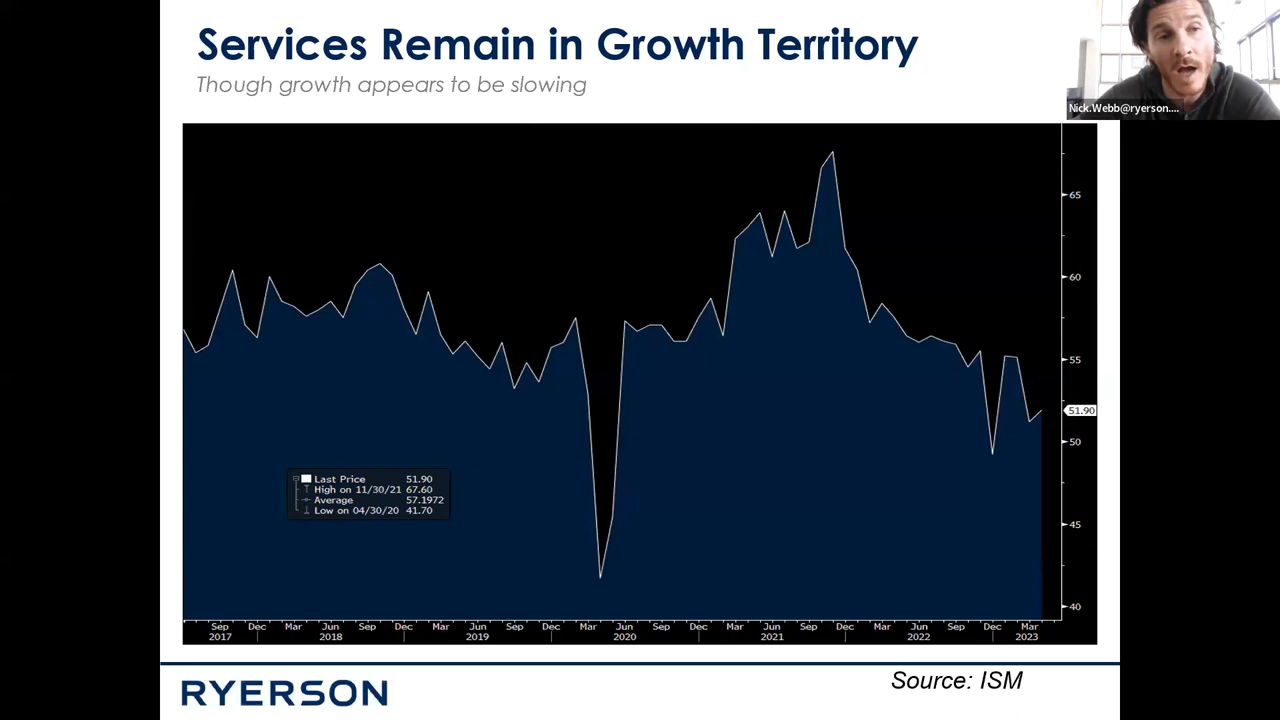 Services Remain in Growth Territory
Though growth appears to be slowing
Nick.Webb@ryerson....
65
60
55
51.90
50
45
40
Last Price 51.90
High on 11/30/21 67.60
Average 57.1972
Low on 04/30/20 41.70
Sep Dec Mar Jun Sep Dec Mar Jun Sep Dec Mar Jun Sep Dec Mar Jun Sep Dec Mar Jun Sep Dec Mar
2017 2018 2019 2020 2021 2022 2023
Source: ISM
RYERSON